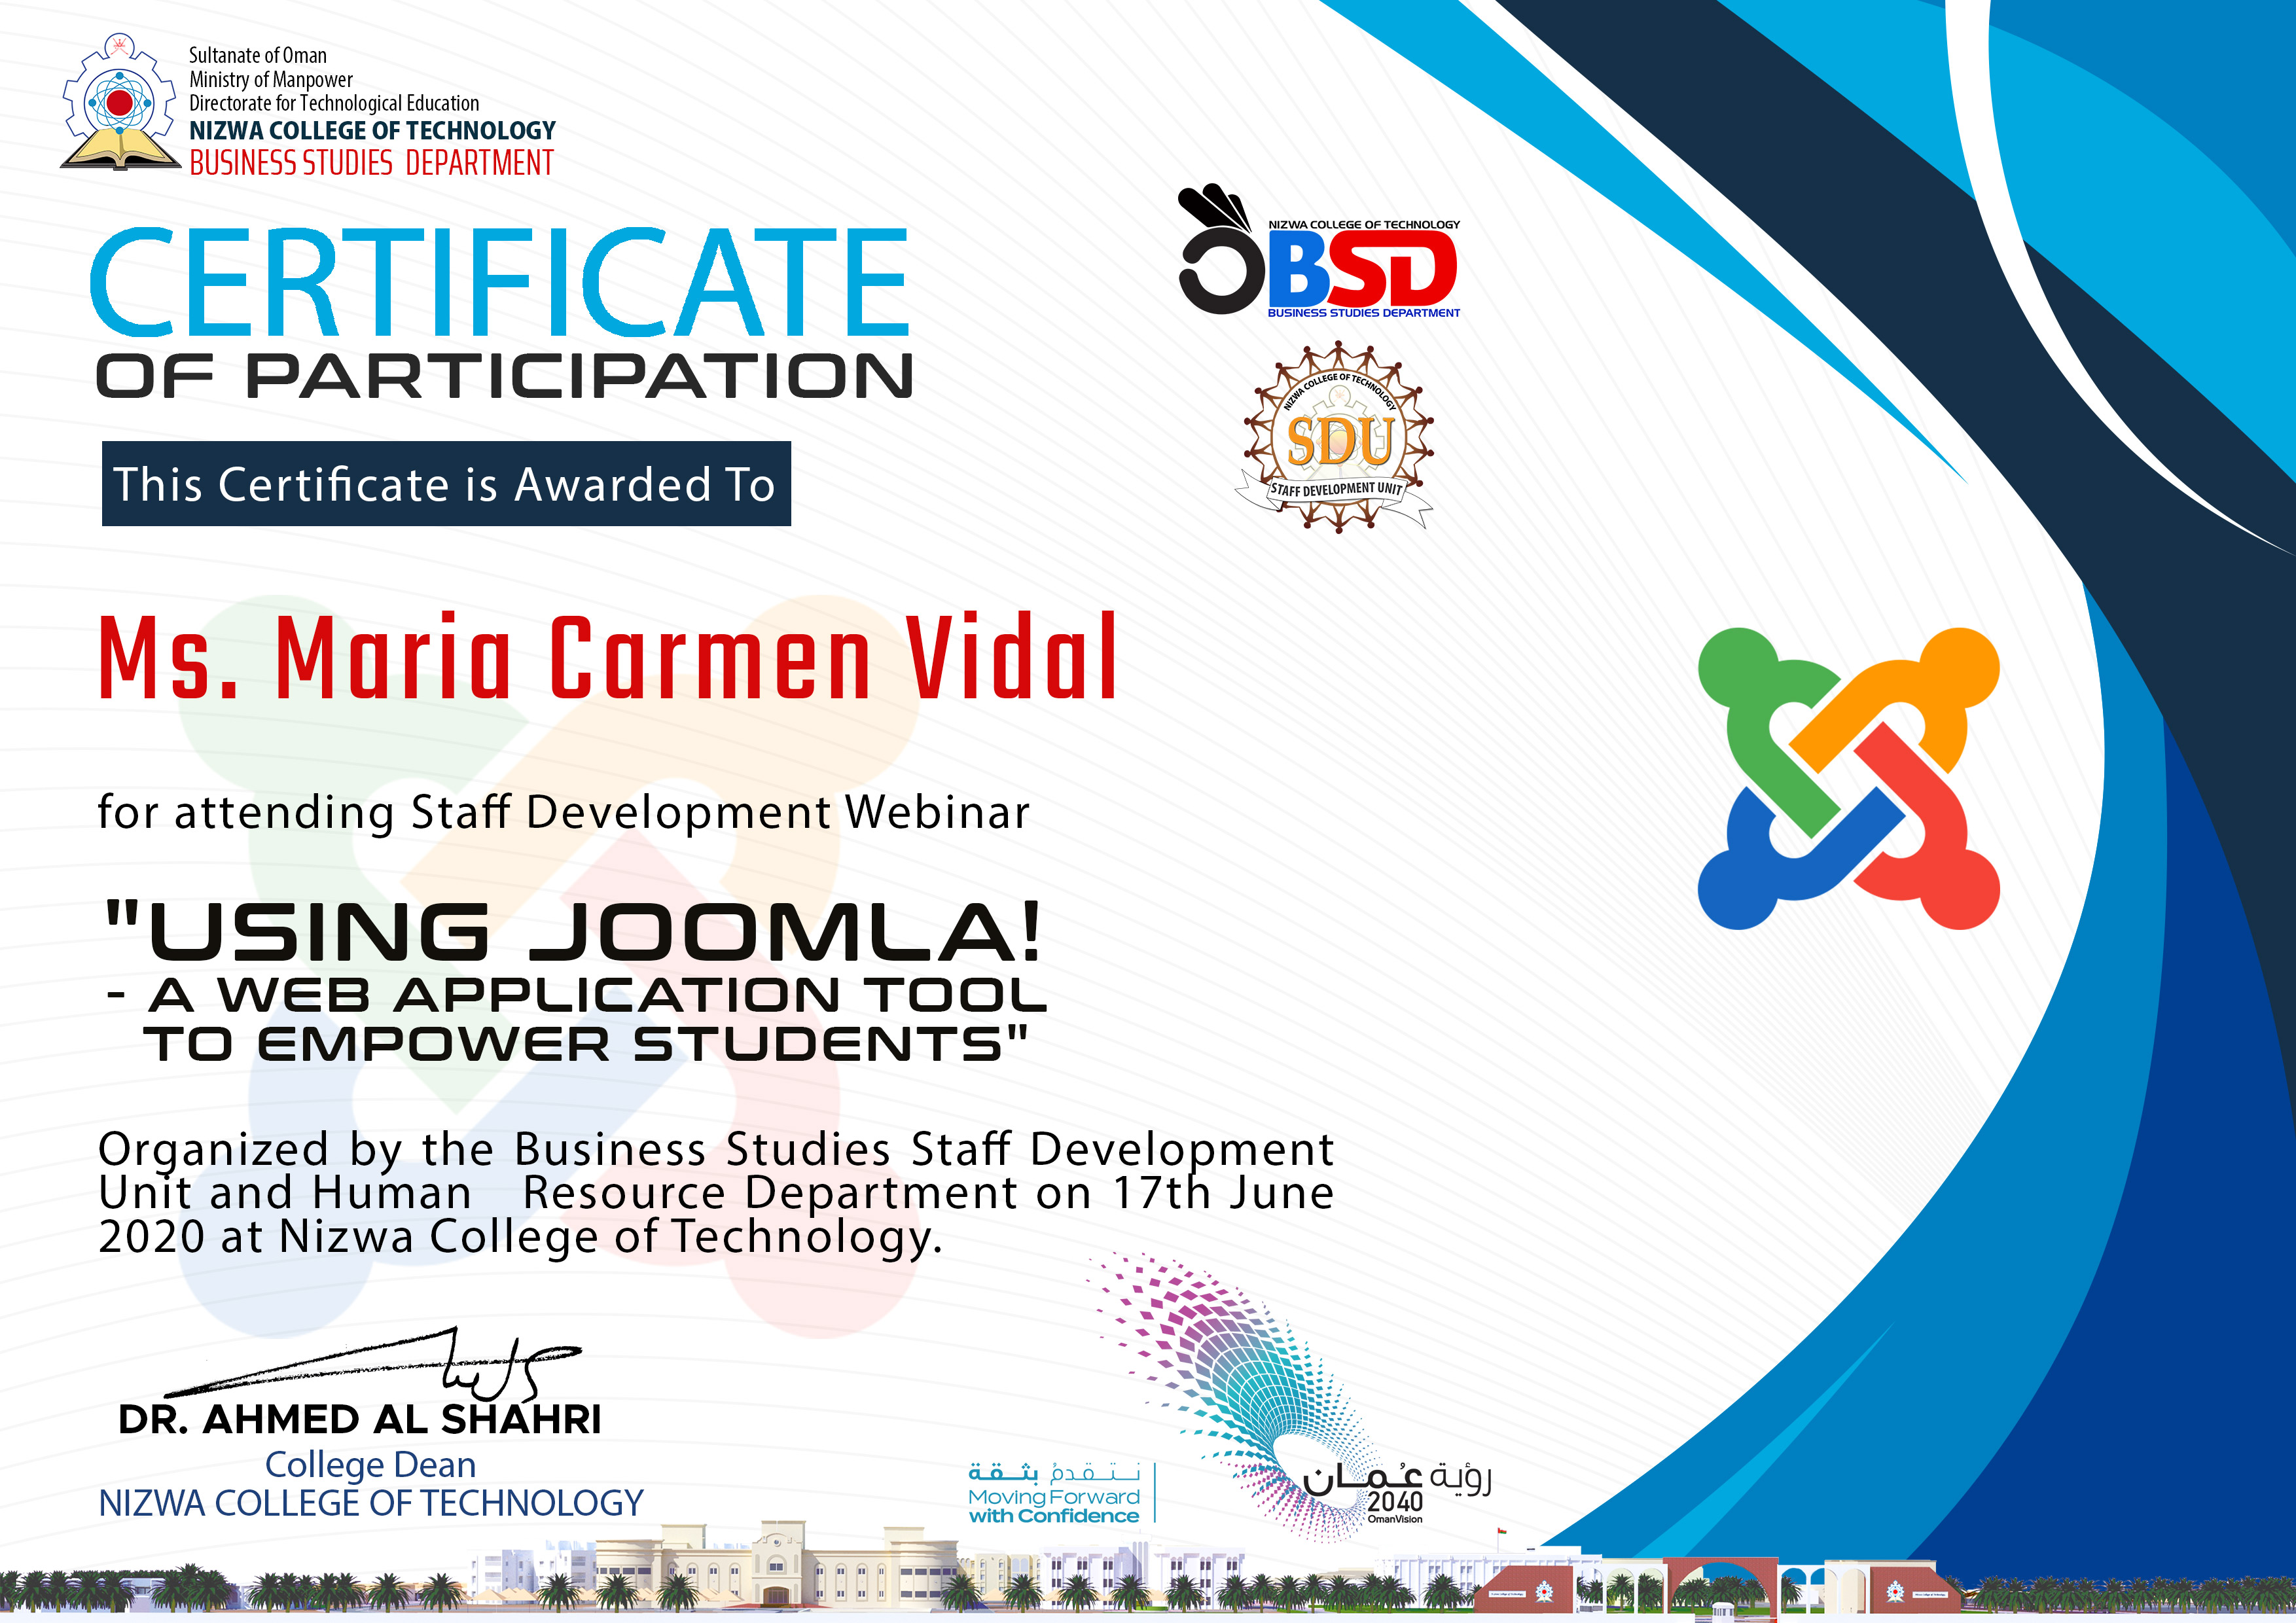 Sultanate of Oman
Ministry of Manpower
Directorate for Technological Education
NIZWA COLLEGE OF TECHNOLOGY
BUSINESS STUDIES DEPARTMENT
CERTIFICATE
OF PARTICIPATION
NIZWA COLLEGE OF TECHNOLOGY
BSD
BUSINESS STUDIES DEPARTMENT
NIZWA COLLEGE OF TECHNOLOGY
SDU
STAFF DEVELOPMENT UNIT
This Certificate is Awarded To
Ms. Maria Carmen Vidal
for attending Staff Development Webinar
"USING JOOMLA!
- A WEB APPLICATION TOOL
TO EMPOWER STUDENTS"
Organized by the Business Studies Staff Development
Unit and Human Resource Department on 17th June
2020 at Nizwa College of Technology.
DR. AHMED AL SHAHRI
College Dean
NIZWA COLLEGE OF TECHNOLOGY
نتقدمُ بثقة
Moving Forward
with Confidence
رؤية عُمان
2040
OmanVision